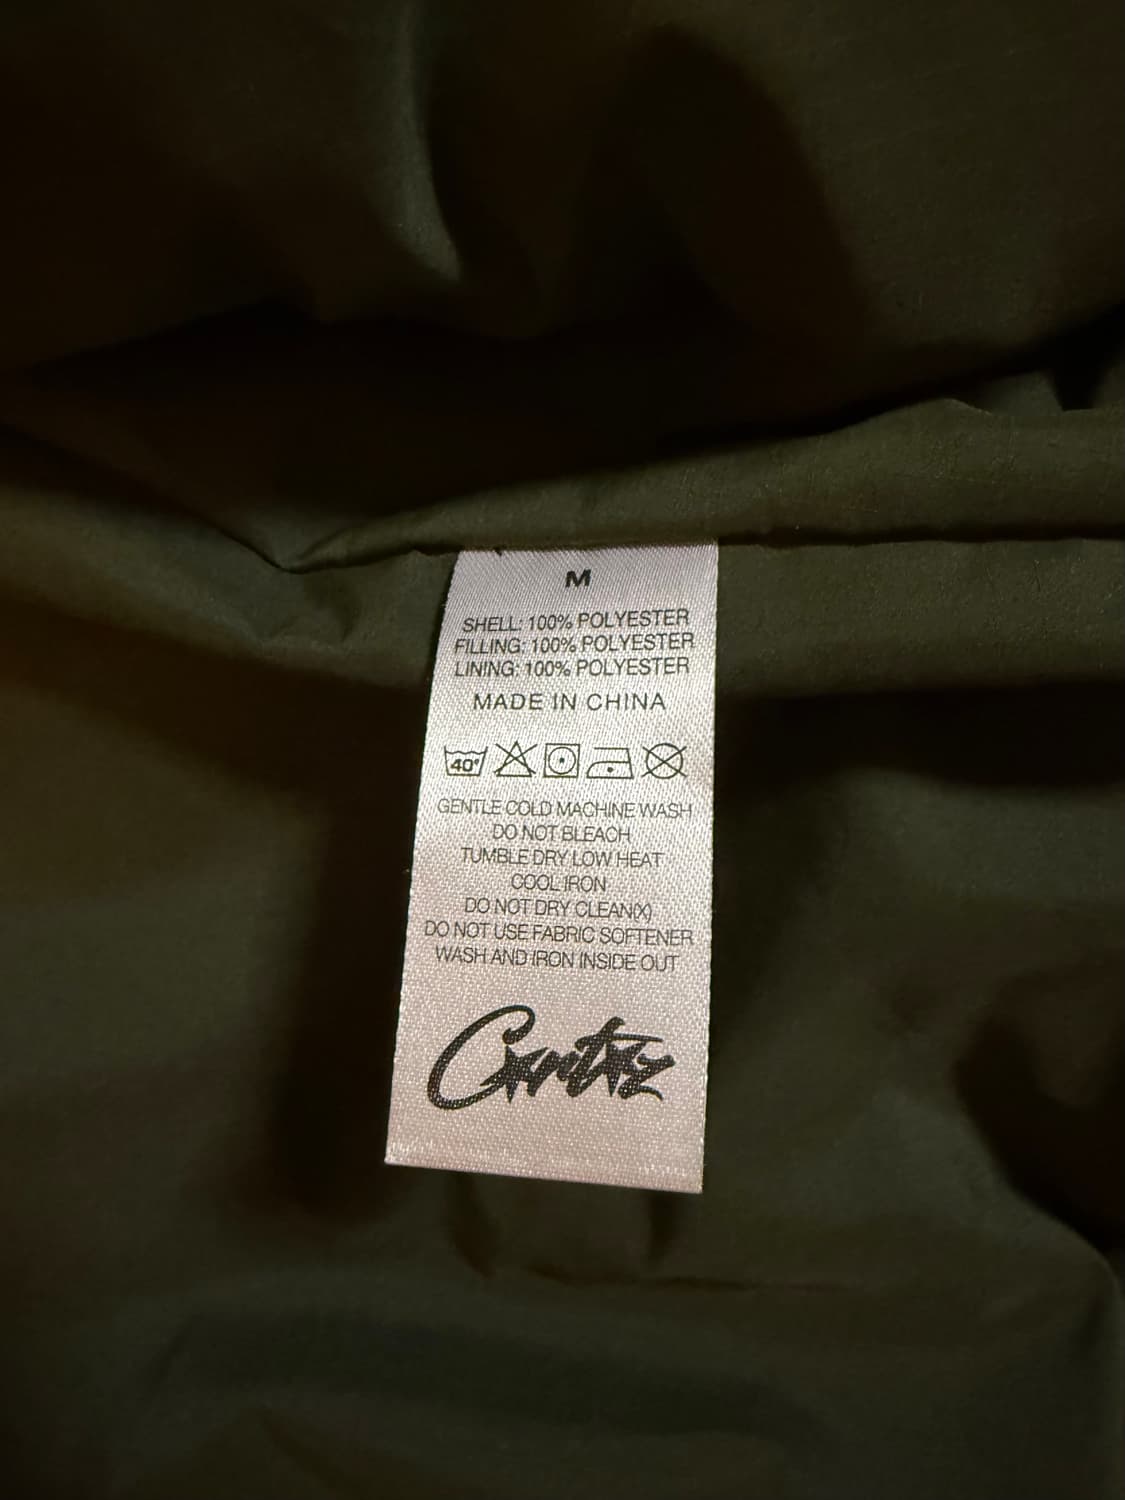 M
SHELL: 100% POLYESTER
FILLING: 100% POLYESTER
LINING: 100% POLYESTER
MADE IN CHINA
40°
GENTLE COLD MACHINE WASH
DO NOT BLEACH
TUMBLE DRY LOW HEAT
COOL IRON
DO NOT DRY CLEAN(X)
DO NOT USE FABRIC SOFTENER
WASH AND IRON INSIDE OUT
Crtz